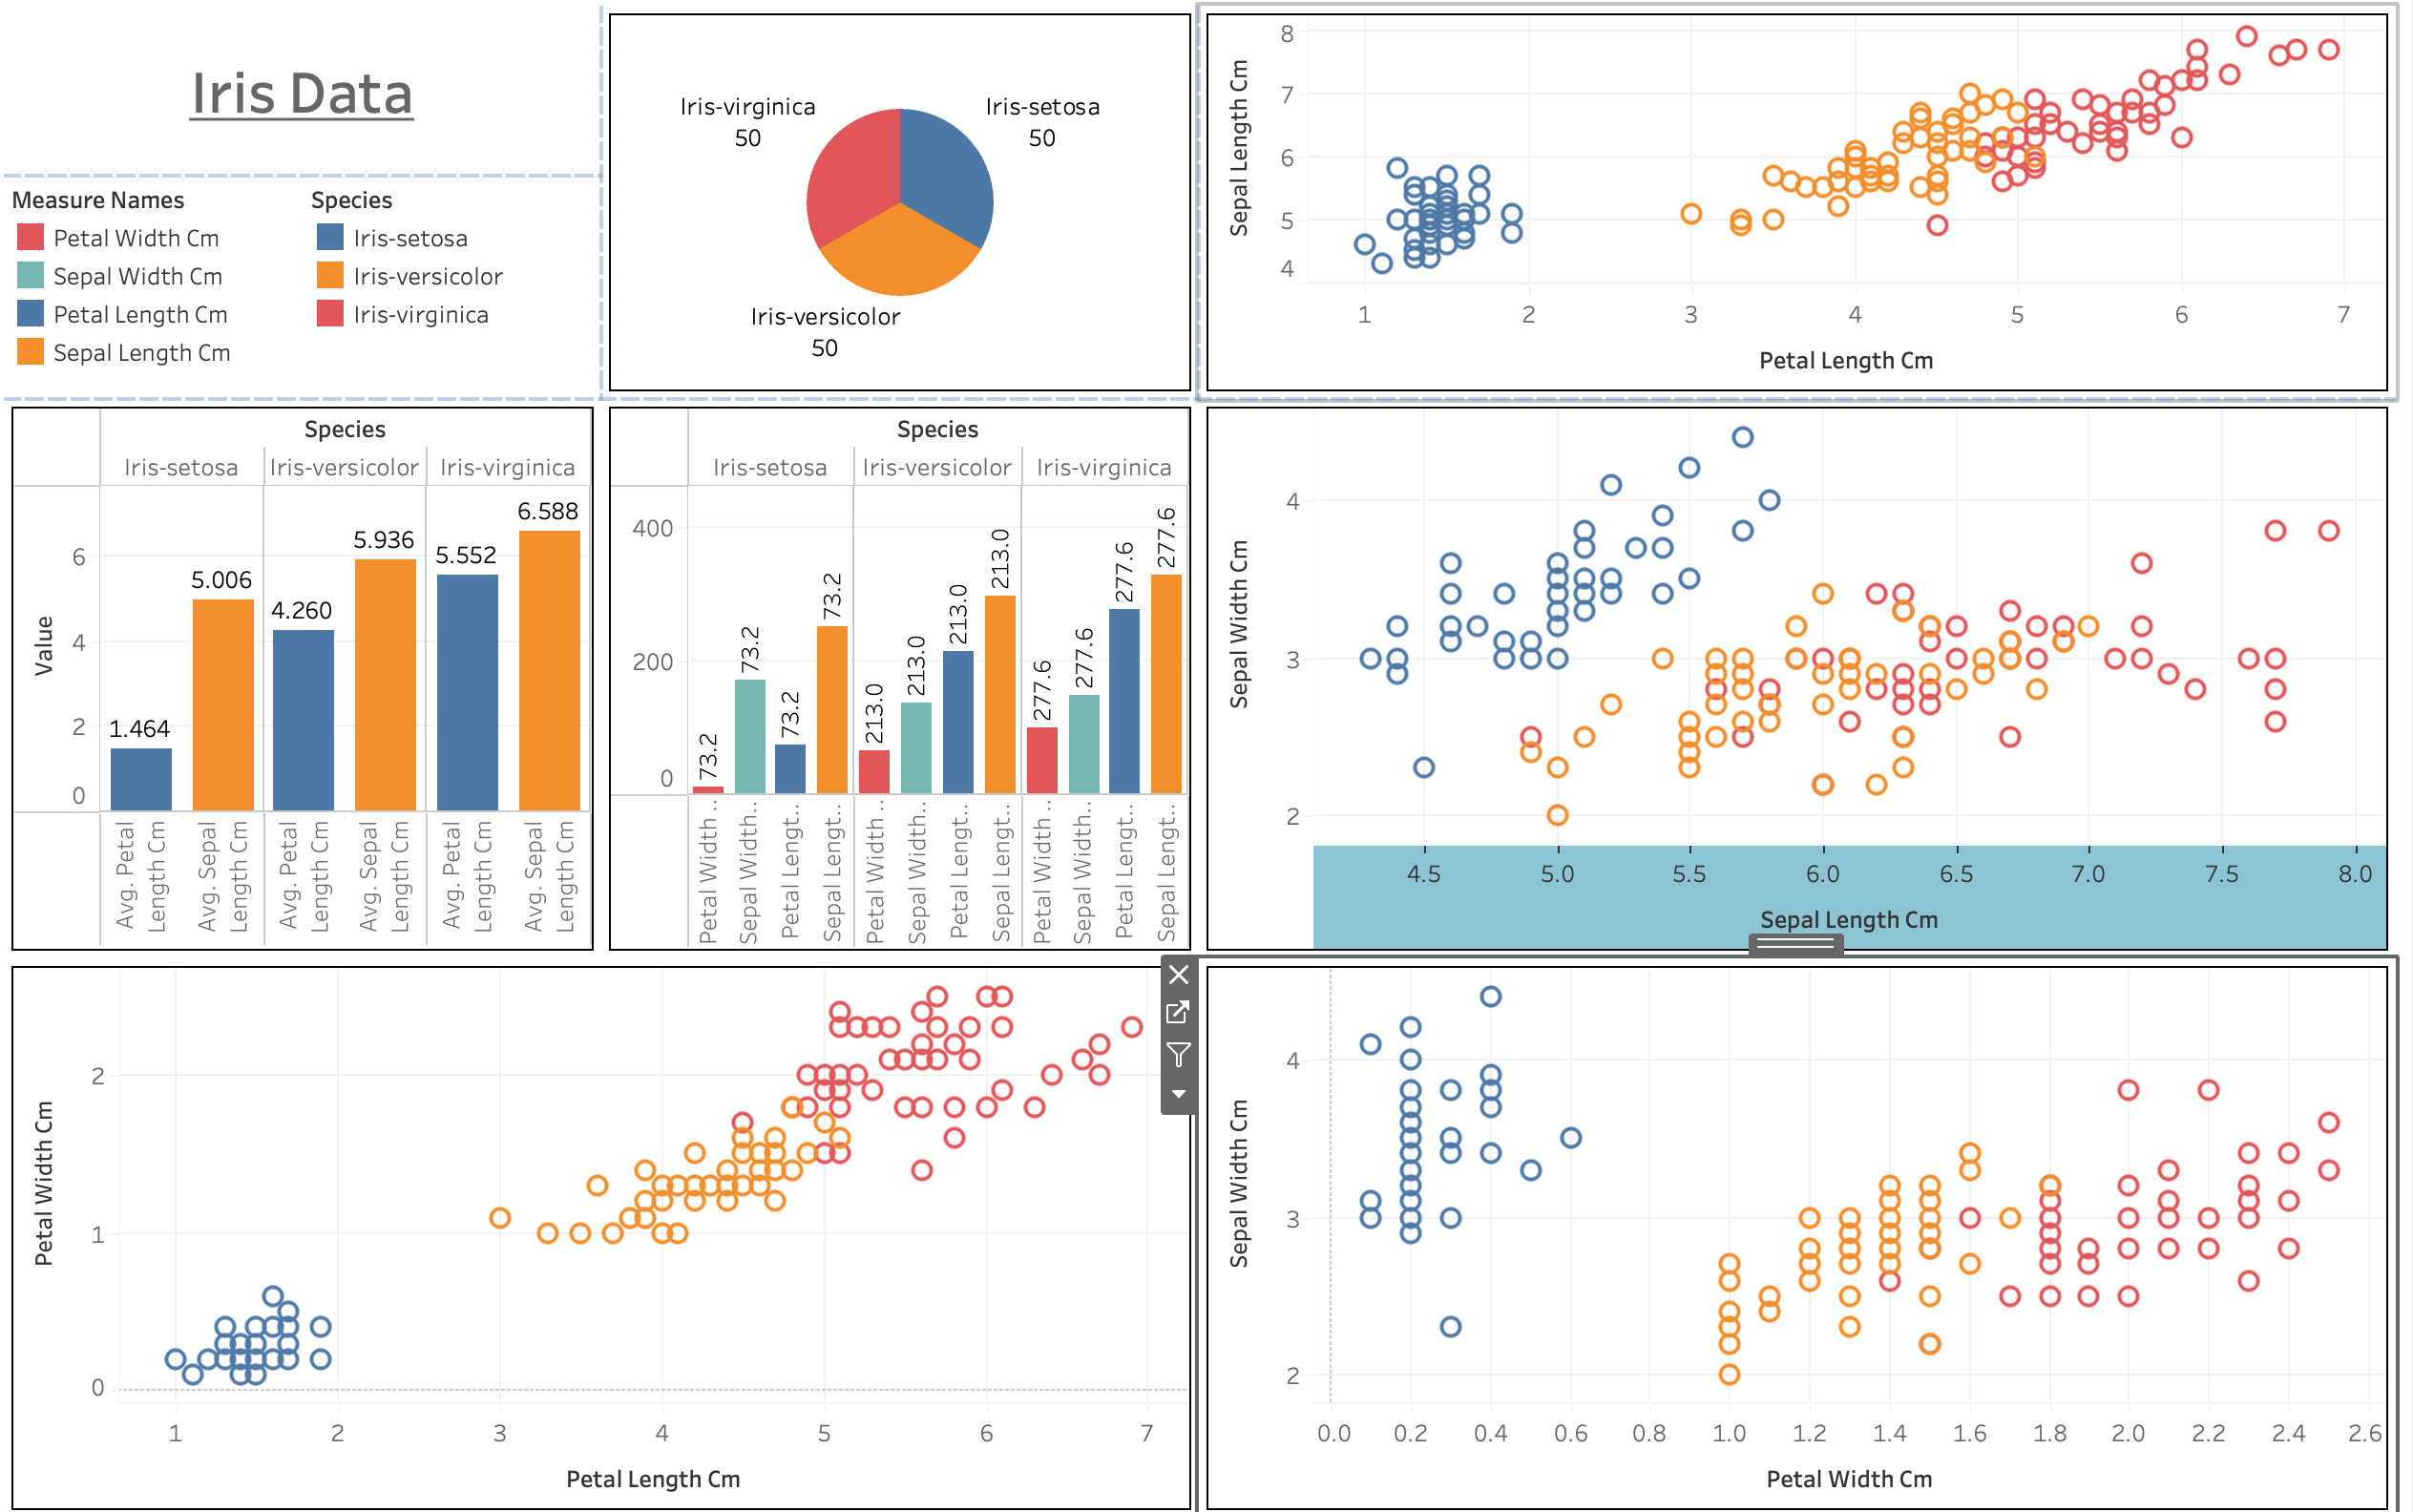 Iris Data
Measure Names
Petal Width Cm
Sepal Width Cm
Petal Length Cm
Sepal Length Cm
Species
Iris-setosa
Iris-versicolor
Iris-virginica
Iris-virginica
50
Iris-setosa
50
Iris-versicolor
50
Sepal Length Cm
8
7
6
5
4
1 2 3 4 5 6 7
Petal Length Cm
Species
Iris-setosa Iris-versicolor Iris-virginica
Value
6
4
2
0
1.464 5.006 4.260 5.936 5.552 6.588
Avg. Petal Length Cm
Avg. Sepal Length Cm
Avg. Petal Length Cm
Avg. Sepal Length Cm
Avg. Petal Length Cm
Avg. Sepal Length Cm
Species
Iris-setosa Iris-versicolor Iris-virginica
400
200
0
73.2 73.2 73.2 73.2 213.0 213.0 213.0 213.0 277.6 277.6 277.6 277.6
Petal Width ..
Sepal Width..
Petal Lengt..
Sepal Lengt..
Petal Width ..
Sepal Width..
Petal Lengt..
Sepal Lengt..
Petal Width ..
Sepal Width..
Petal Lengt..
Sepal Lengt..
Sepal Width Cm
4
3
2
4.5 5.0 5.5 6.0 6.5 7.0 7.5 8.0
Sepal Length Cm
Petal Width Cm
2
1
0
1 2 3 4 5 6 7
Petal Length Cm
Sepal Width Cm
4
3
2
0.0 0.2 0.4 0.6 0.8 1.0 1.2 1.4 1.6 1.8 2.0 2.2 2.4 2.6
Petal Width Cm